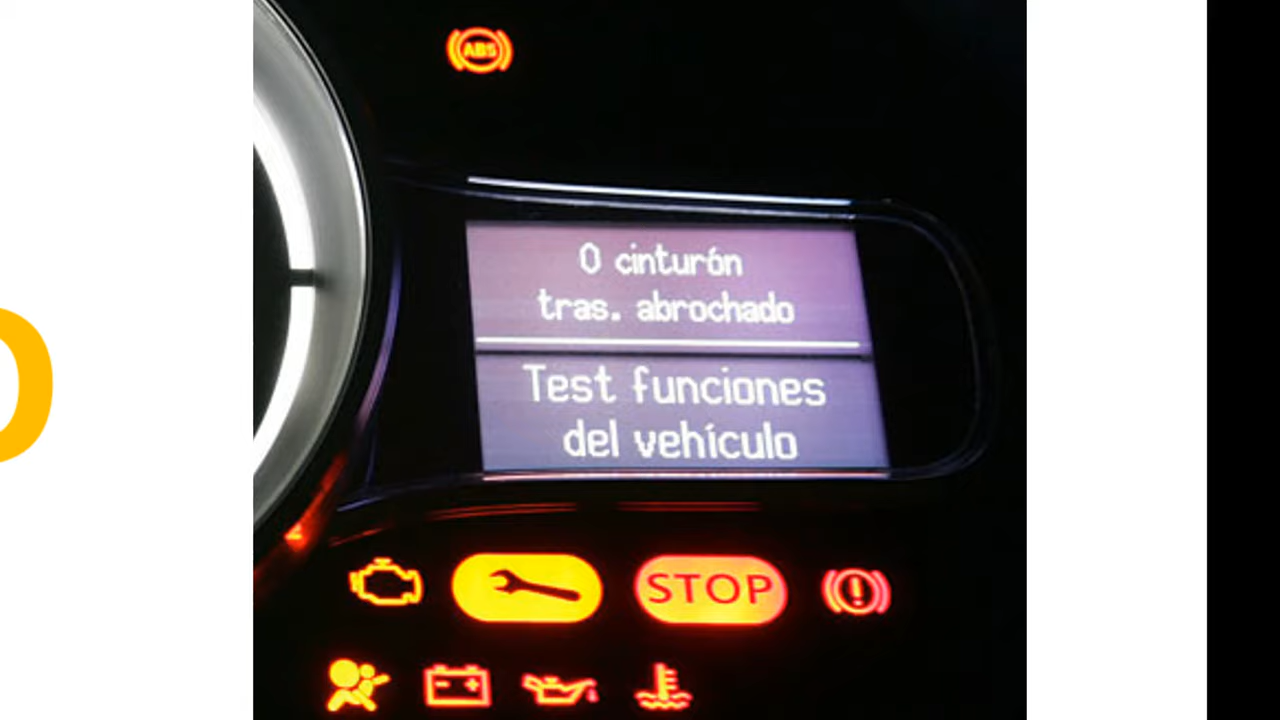 ABS
0 cinturón
tras. abrochado
Test funciones
del vehículo
STOP